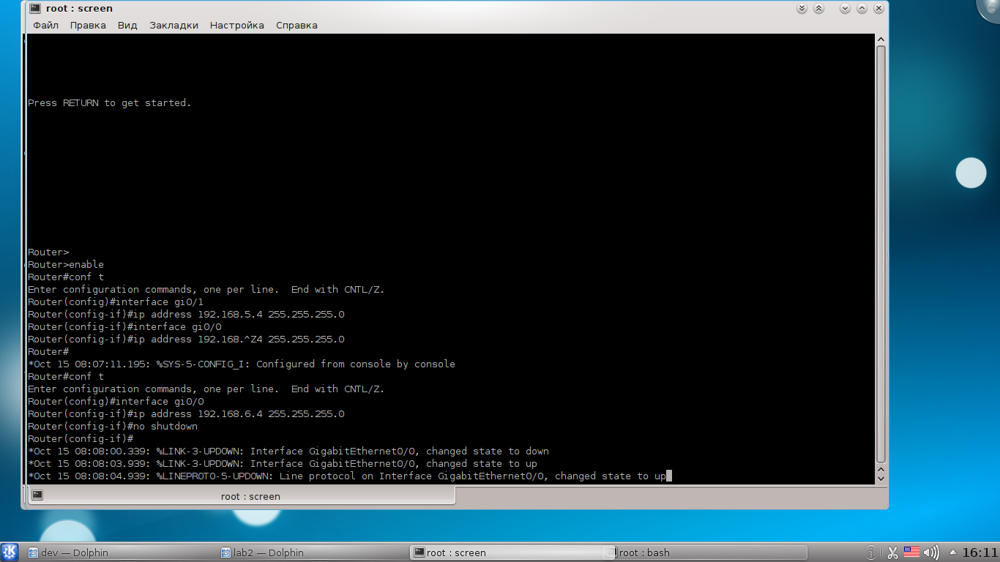 root : screen
Файл Правка Вид Закладки Настройка Справка
Press RETURN to get started.
Router>
Router>enable
Router#conf t
Enter configuration commands, one per line.  End with CNTL/Z.
Router(config)#interface gi0/1
Router(config-if)#ip address 192.168.5.4 255.255.255.0
Router(config-if)#interface gi0/0
Router(config-if)#ip address 192.168.^Z4 255.255.255.0
Router#
*Oct 15 08:07:11.195: %SYS-5-CONFIG_I: Configured from console by console
Router#conf t
Enter configuration commands, one per line.  End with CNTL/Z.
Router(config)#interface gi0/0
Router(config-if)#ip address 192.168.6.4 255.255.255.0
Router(config-if)#no shutdown
Router(config-if)#
*Oct 15 08:08:00.339: %LINK-3-UPDOWN: Interface GigabitEthernet0/0, changed state to down
*Oct 15 08:08:03.939: %LINK-3-UPDOWN: Interface GigabitEthernet0/0, changed state to up
*Oct 15 08:08:04.939: %LINEPROTO-5-UPDOWN: Line protocol on Interface GigabitEthernet0/0, changed state to up
root : screen
dev — Dolphin lab2 — Dolphin root : screen root : bash 16:11